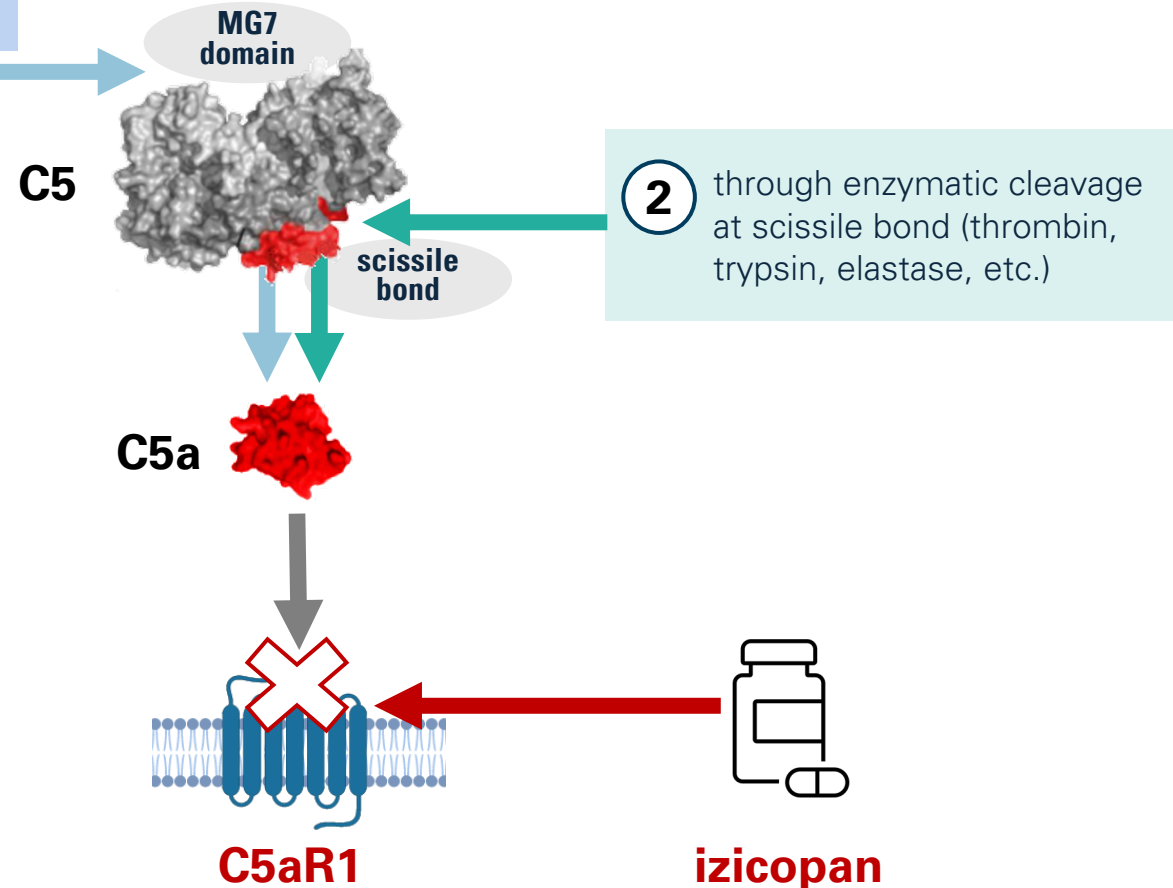 MG7
domain
C5
2
through enzymatic cleavage
at scissile bond (thrombin,
trypsin, elastase, etc.)
scissile
bond
C5a
C5aR1
izicopan